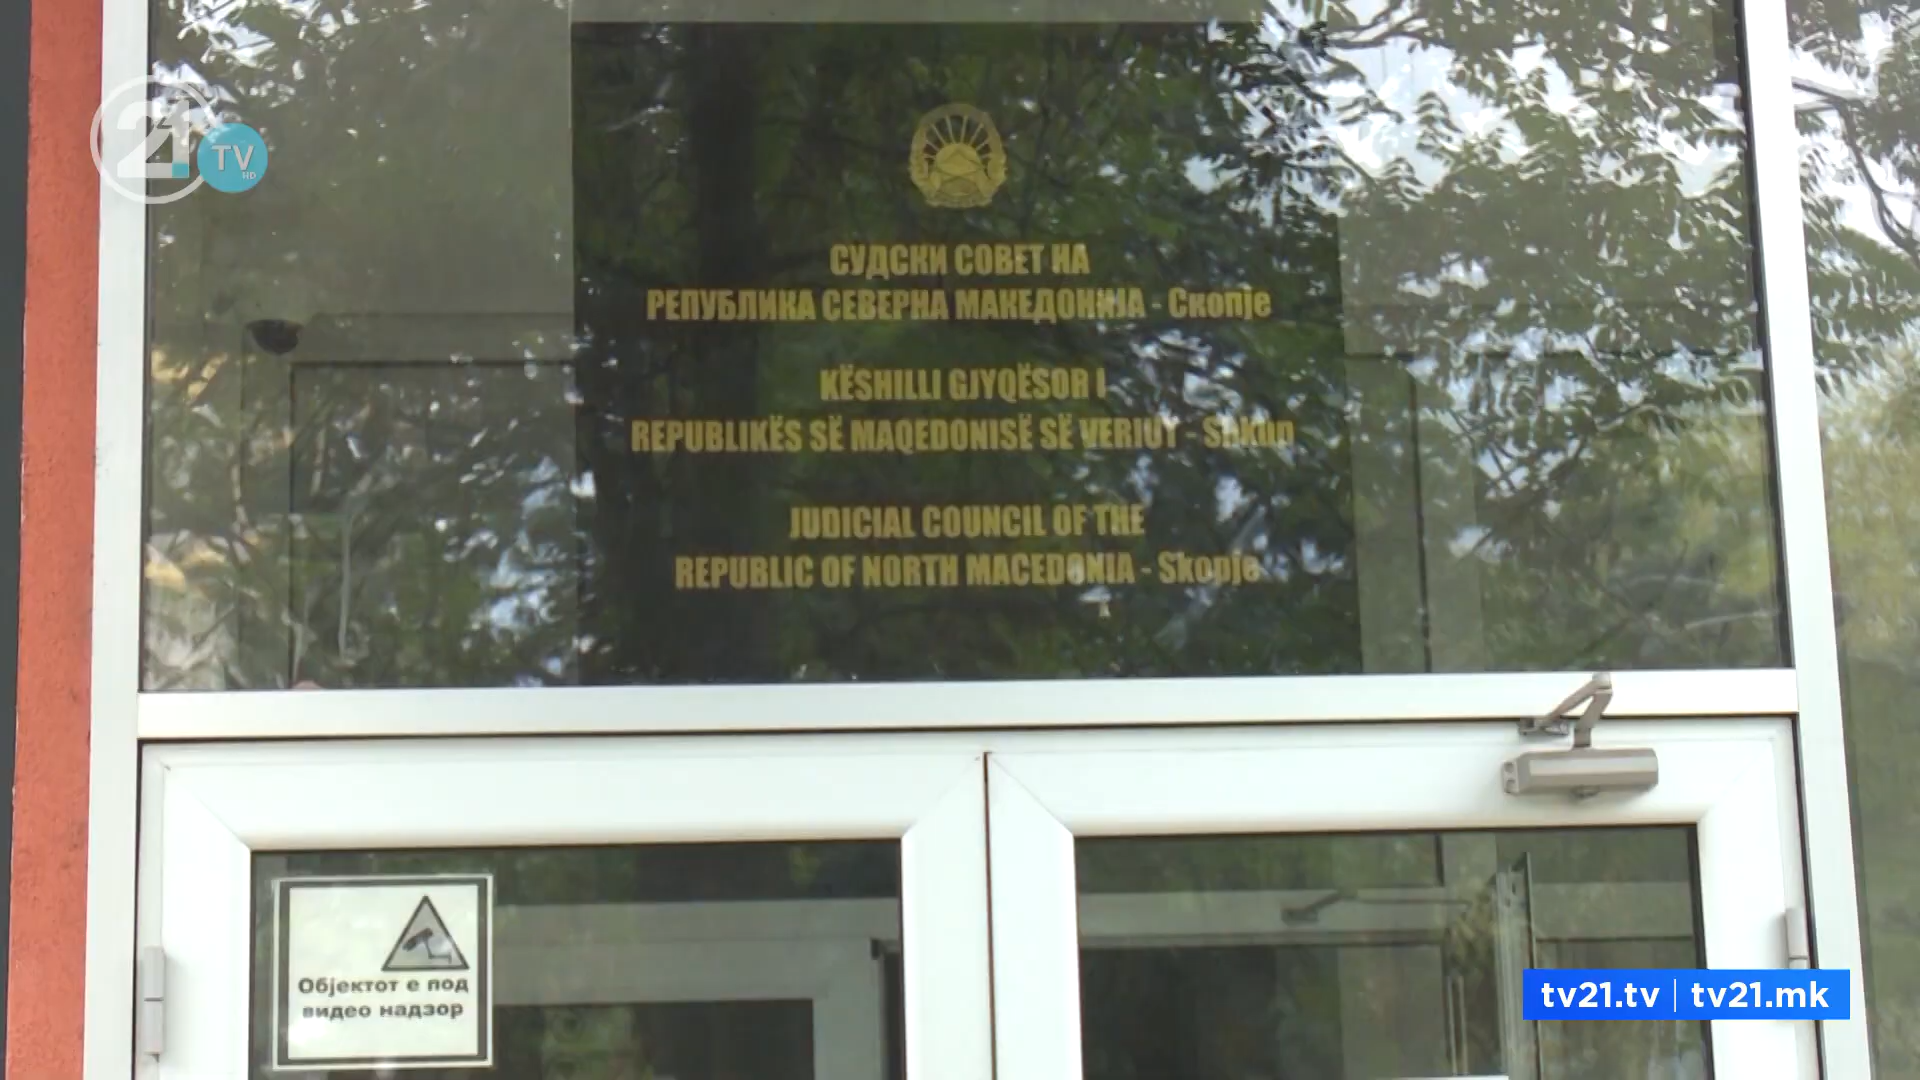 21
TV
HD
СУДСКИ СОВЕТ НА
РЕПУБЛИКА СЕВЕРНА МАКЕДОНИЈА - Скопје
KËSHILLI GJYQËSOR I
REPUBLIKËS SË MAQEDONISË SË VERIUT - Shkup
JUDICIAL COUNCIL OF THE
REPUBLIC OF NORTH MACEDONIA - Skopje
Објектот е под
видео надзор
tv21.tv | tv21.mk